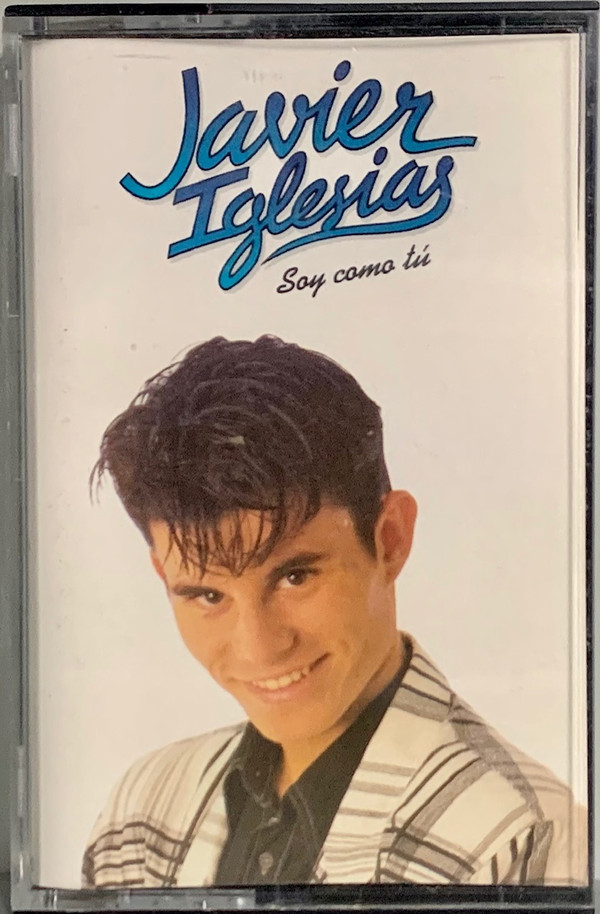 Javier
Iglesias
Soy como tú